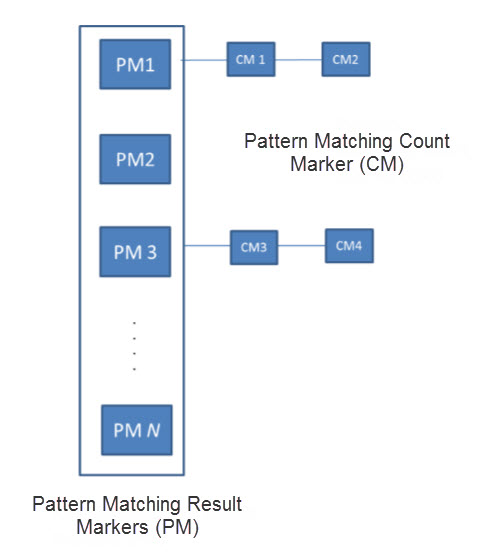 PM1
CM 1
CM2
Pattern Matching Count
Marker (CM)
PM2
PM 3
CM3
CM4
PM N
Pattern Matching Result
Markers (PM)